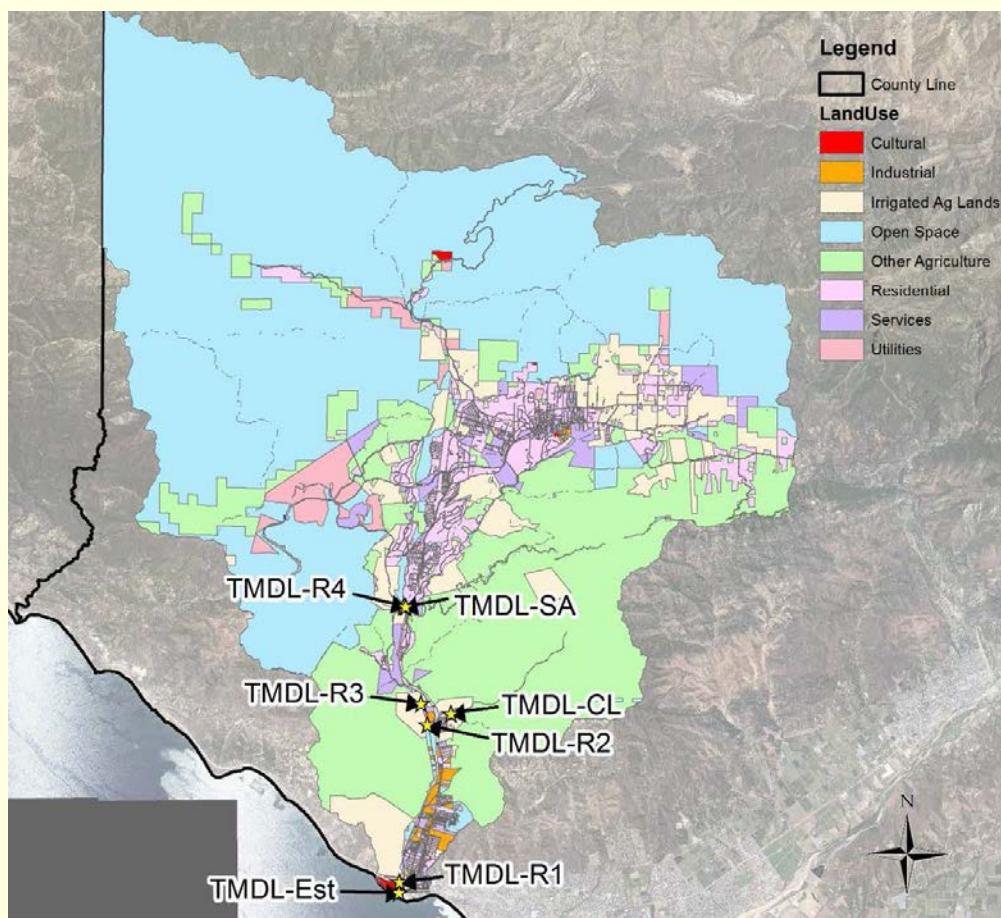 Legend
County Line
LandUse
Cultural
Industrial
Irrigated Ag Lands
Open Space
Other Agriculture
Residential
Services
Utilities
TMDL-R4
TMDL-SA
TMDL-R3
TMDL-CL
TMDL-R2
N
TMDL-R1
TMDL-Est